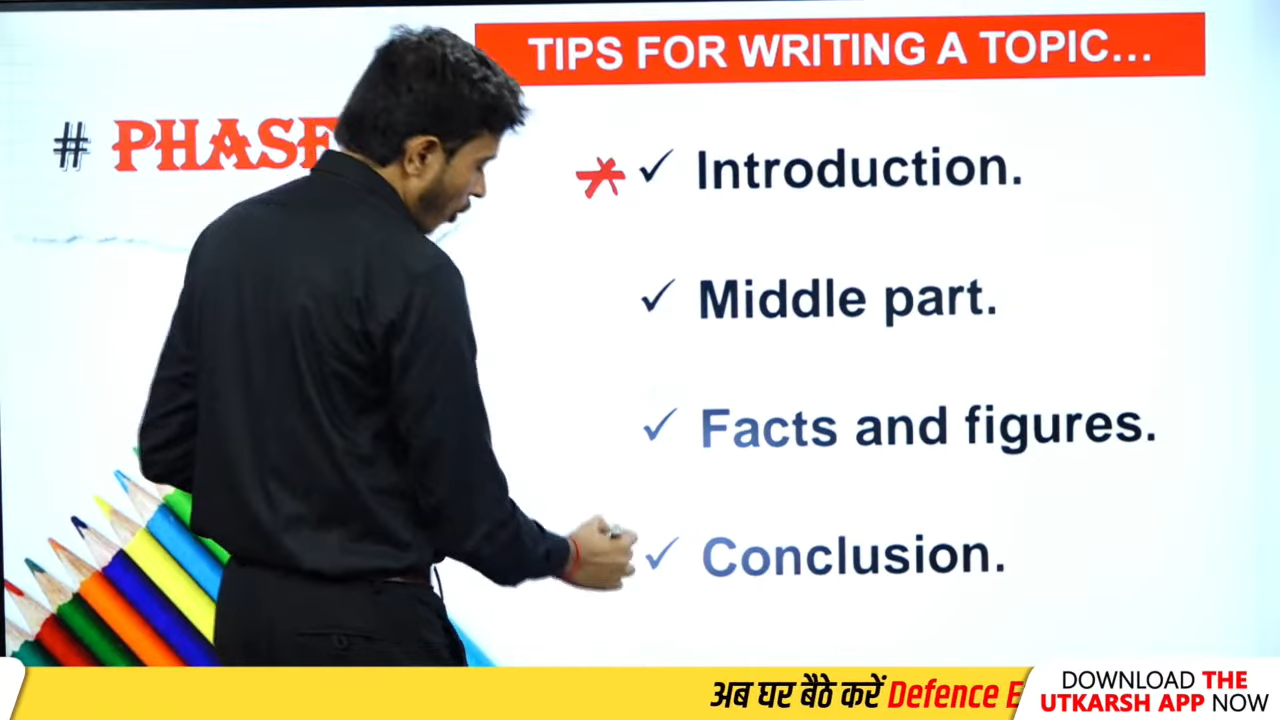 TIPS FOR WRITING A TOPIC...
# PHASE
Introduction.
Middle part.
Facts and figures.
Conclusion.
अब घर बैठे करें Defence E
DOWNLOAD THE
UTKARSH APP NOW